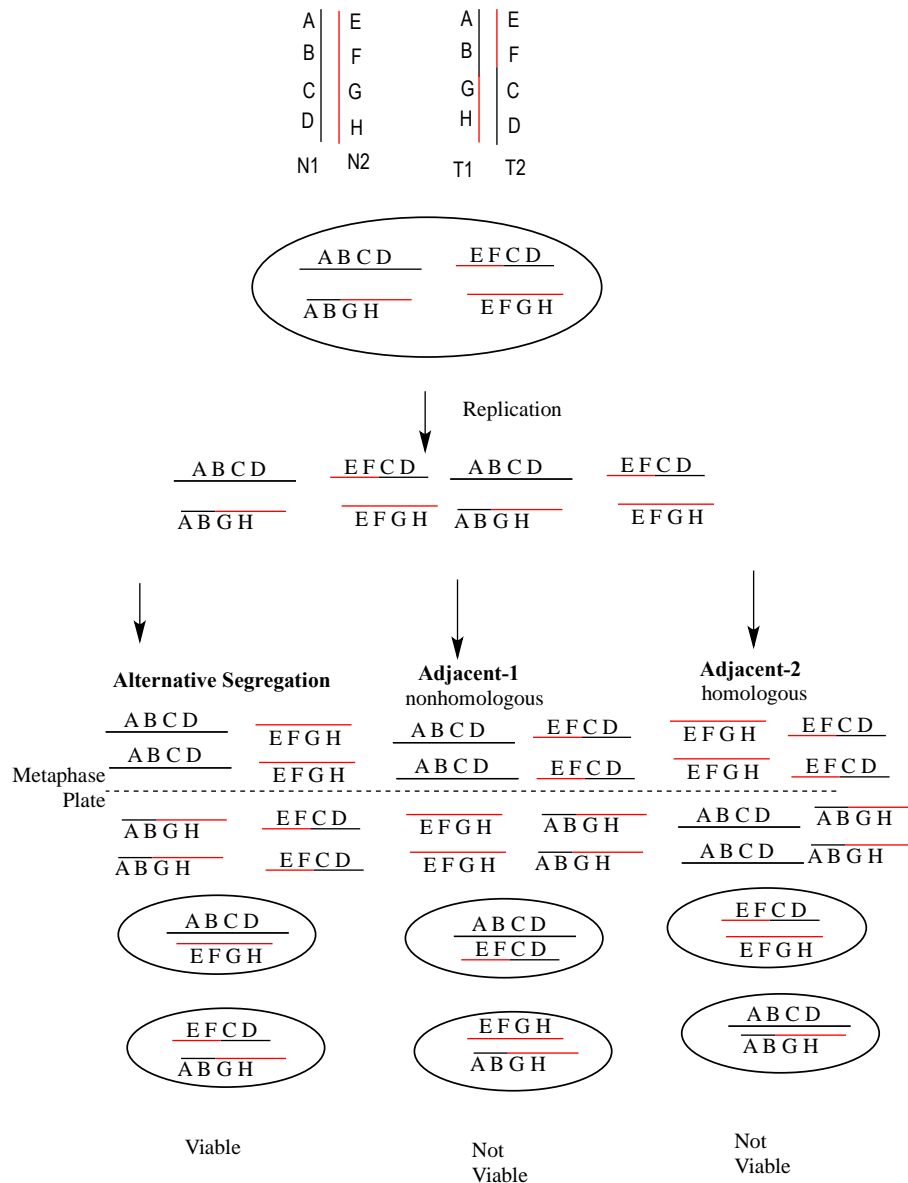 A E A E
B F B F
C G G C
D H H D
N1 N2 T1 T2
A B C D E F C D
A B G H E F G H
Replication
A B C D E F C D A B C D E F C D
A B G H E F G H A B G H E F G H
Alternative Segregation
Adjacent-1
nonhomologous
Adjacent-2
homologous
A B C D E F G H A B C D E F C D E F G H E F C D
A B C D E F G H A B C D E F C D E F G H E F C D
Metaphase
Plate
A B G H E F C D E F G H A B G H A B C D A B G H
A B G H E F C D E F G H A B G H A B C D A B G H
A B C D
E F G H
A B C D
E F C D
E F C D
E F G H
E F C D
A B G H
E F G H
A B G H
A B C D
A B G H
Viable
Not
Viable
Not
Viable